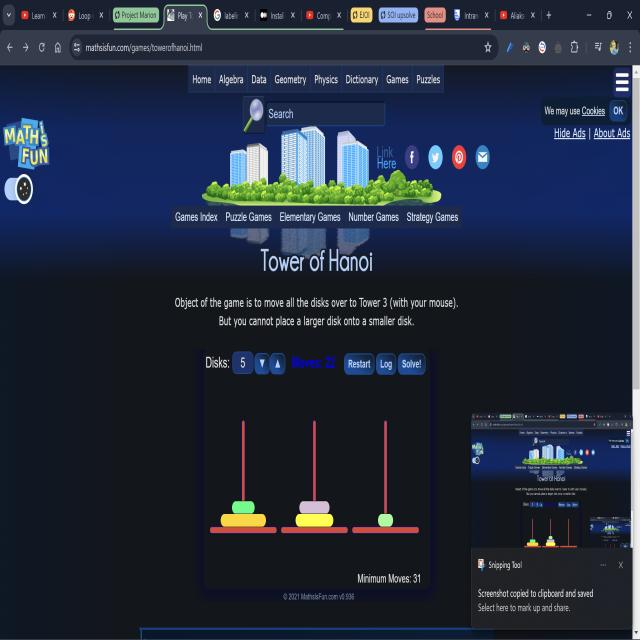 Learn
Loop
Project Marion
Play T
labeli
Instal
Comp
EJOI
SOI upsolve
School
Intran
Aliaks
mathsisfun.com/games/towerofhanoi.html
Home Algebra Data Geometry Physics Dictionary Games Puzzles
Search
We may use Cookies OK
Hide Ads | About Ads
MATH'S FUN
Link
Here
Games Index Puzzle Games Elementary Games Number Games Strategy Games
Tower of Hanoi
Object of the game is to move all the disks over to Tower 3 (with your mouse).
But you cannot place a larger disk onto a smaller disk.
Disks: 5 Moves: 22 Restart Log Solve!
Minimum Moves: 31
© 2021 MathsIsFun.com v0.936
Snipping Tool
Screenshot copied to clipboard and saved
Select here to mark up and share.